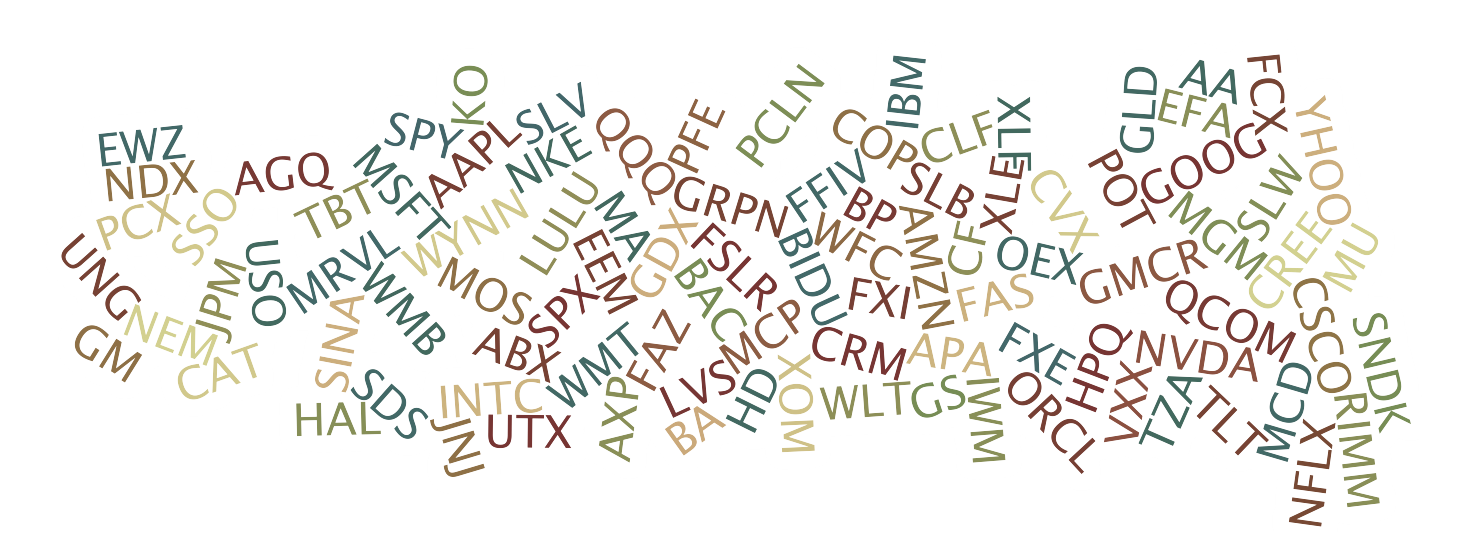 EWZ
NDX
PCX
SSO
AGQ
UNG
GM
NEM
CAT
JPM
USO
TBT
MRVL
SINA
HAL
SDS
WMB
MSFT
SPY
KO
AAPL
SLV
NKE
WYNN
LULU
MOS
ABX
SPX
EEM
INTC
JNJ
UTX
WMT
AXP
FAZ
MA
QQQ
PFE
GDX
GRPN
PCLN
FSLR
BAC
MCP
LVS
BA
HD
XOM
BIDU
FFIV
COP
IBM
CLF
XLF
BP
SLB
XLE
WFC
AMZN
CF
FXI
CRM
APA
FAS
WLT
GS
IWM
OEX
CVX
FXE
ORCL
HPQ
VXX
GMCR
POT
GLD
AA
EFA
FCX
GOOG
YHOO
MGM
SLW
CREE
MU
QCOM
NVDA
TZA
TLT
MCD
CSCO
SNDK
RIMM
NFLX
FFIV